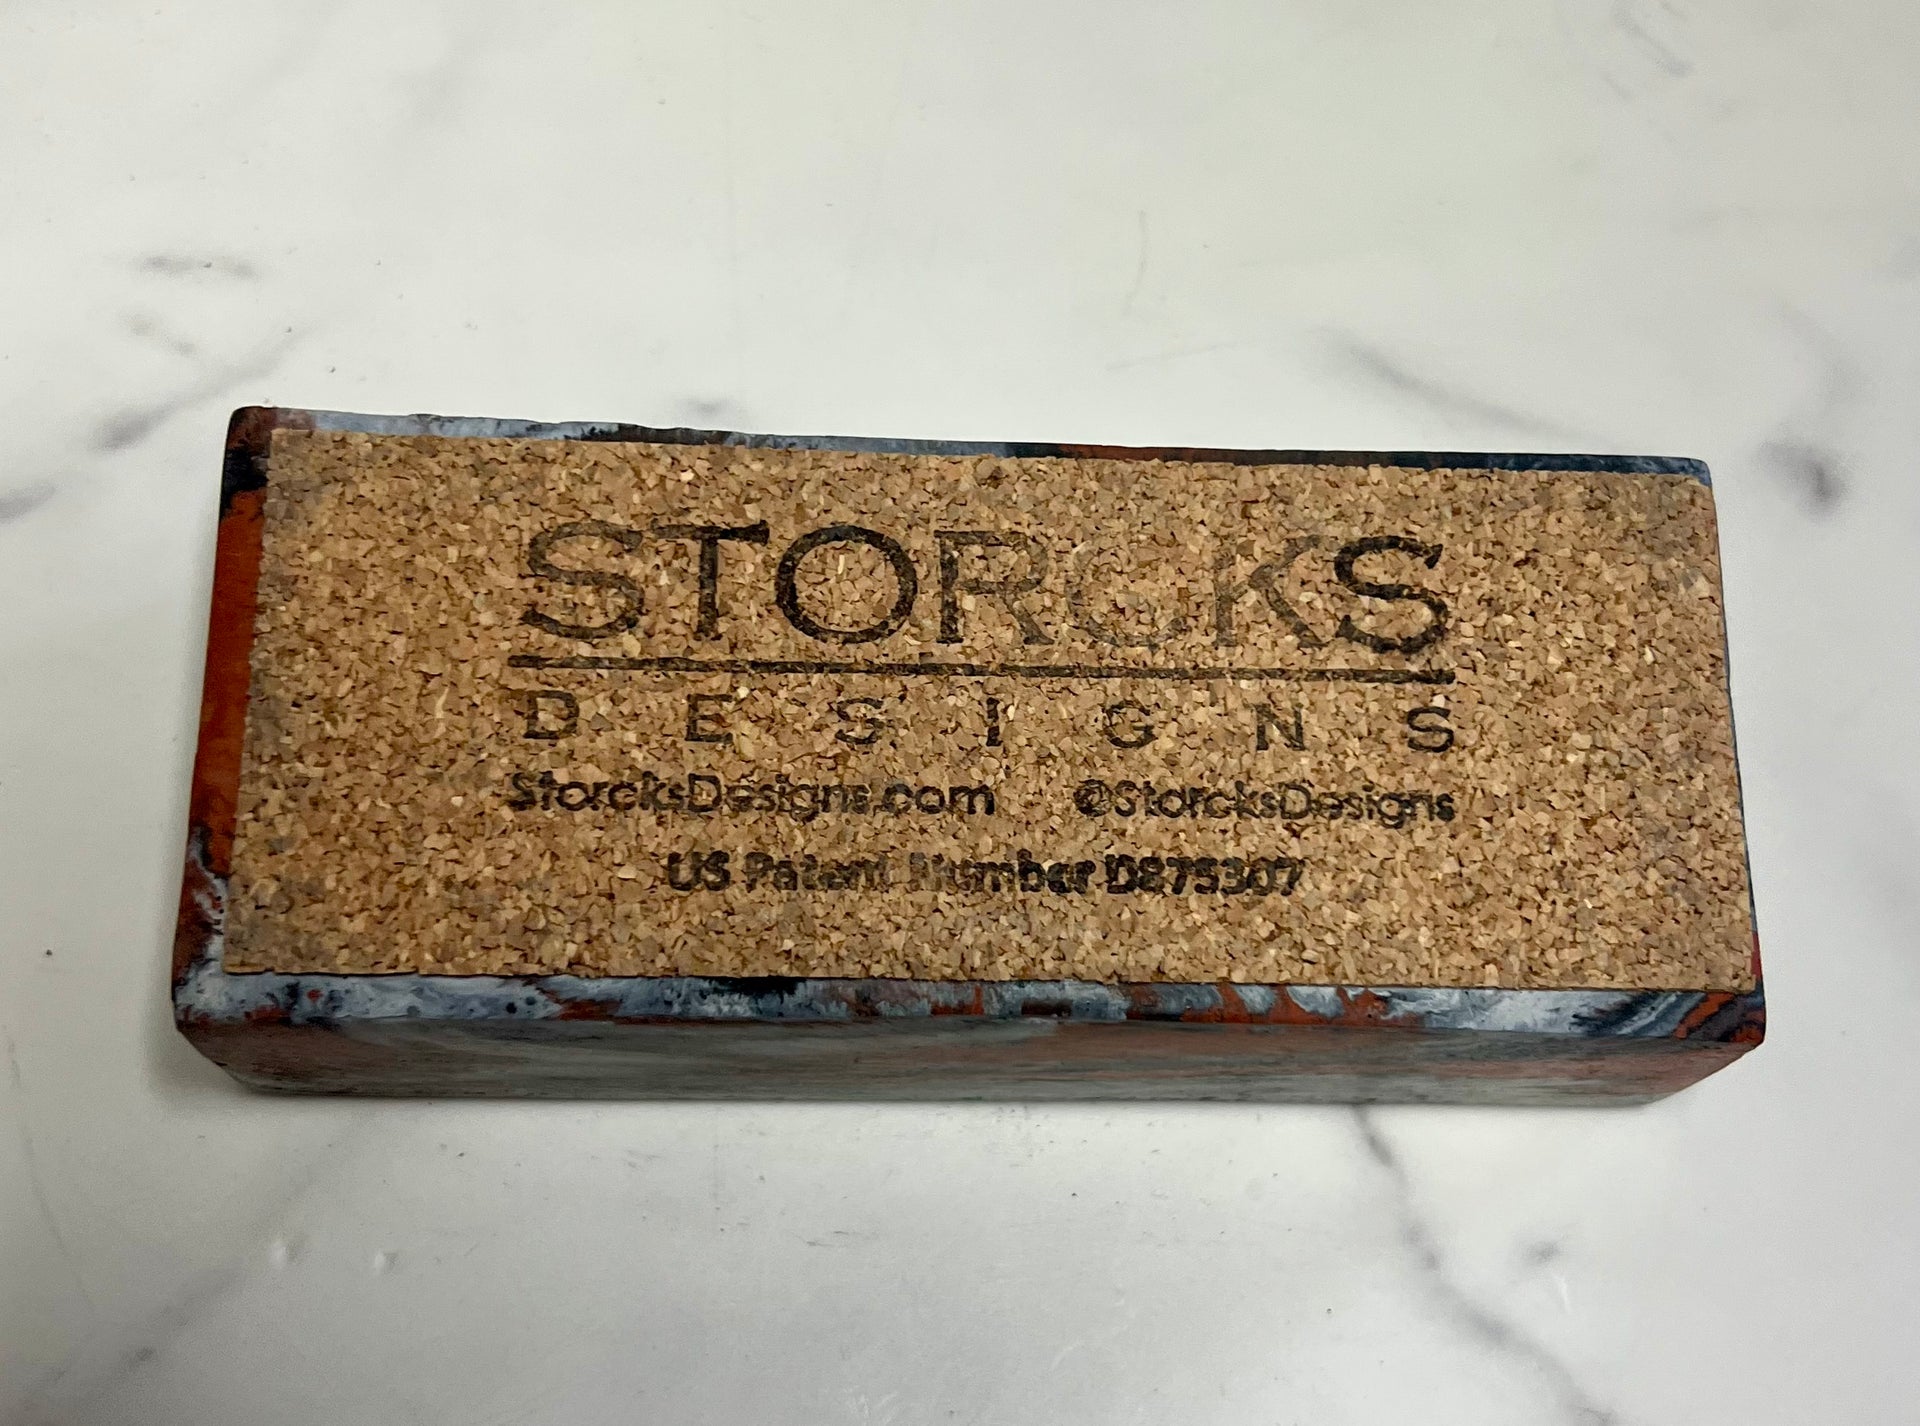 STORCKS
DESIGNS
StorcksDesigns.com @StorcksDesigns
US Patent Number D875307